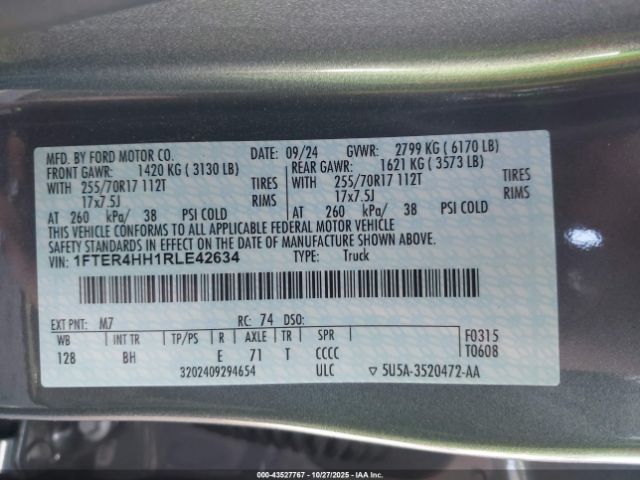 MFD. BY FORD MOTOR CO. DATE: 09/24 GVWR: 2799 KG ( 6170 LB)
FRONT GAWR: 1420 KG ( 3130 LB) REAR GAWR: 1621 KG ( 3573 LB)
WITH 255/70R17 112T TIRES WITH 255/70R17 112T TIRES
17x7.5J RIMS 17x7.5J RIMS
AT 260 kPa/ 38 PSI COLD AT 260 kPa/ 38 PSI COLD
THIS VEHICLE CONFORMS TO ALL APPLICABLE FEDERAL MOTOR VEHICLE
SAFETY STANDARDS IN EFFECT ON THE DATE OF MANUFACTURE SHOWN ABOVE.
VIN: 1FTER4HH1RLE42634 TYPE: Truck
EXT PNT: M7 RC: 74 DSO: F0315
WB INT TR TP/PS R AXLE TR SPR T0608
128 BH E 71 T CCCC
3202409294654 ULC ▽ 5U5A-3520472-AA
000-43527767 - 10/27/2025 - IAAI, Inc.